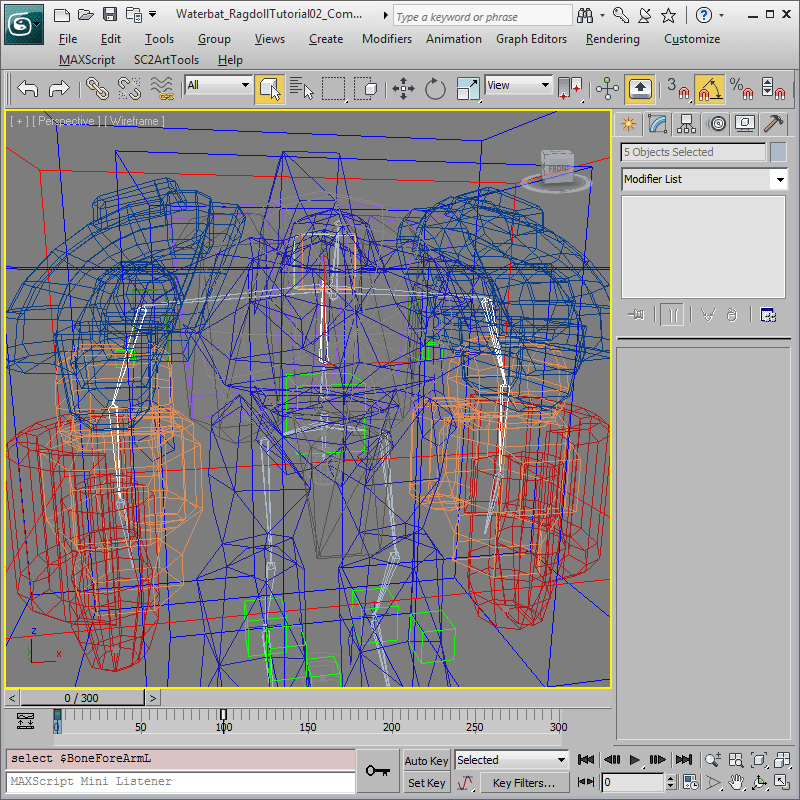 Waterbat_RagdollTutorial02_Com...
Type a keyword or phrase
File Edit Tools Group Views Create Modifiers Animation Graph Editors Rendering Customize
MAXScript SC2ArtTools Help
All
View
3
%
[ + ] [ Perspective ] [ Wireframe ]
FRONT
5 Objects Selected
Modifier List
z
x
< 0 / 300 >
0 50 100 150 200 250 300
select $BoneForeArmL
MAXScript Mini Listener
Auto Key Selected
Set Key Key Filters...
0